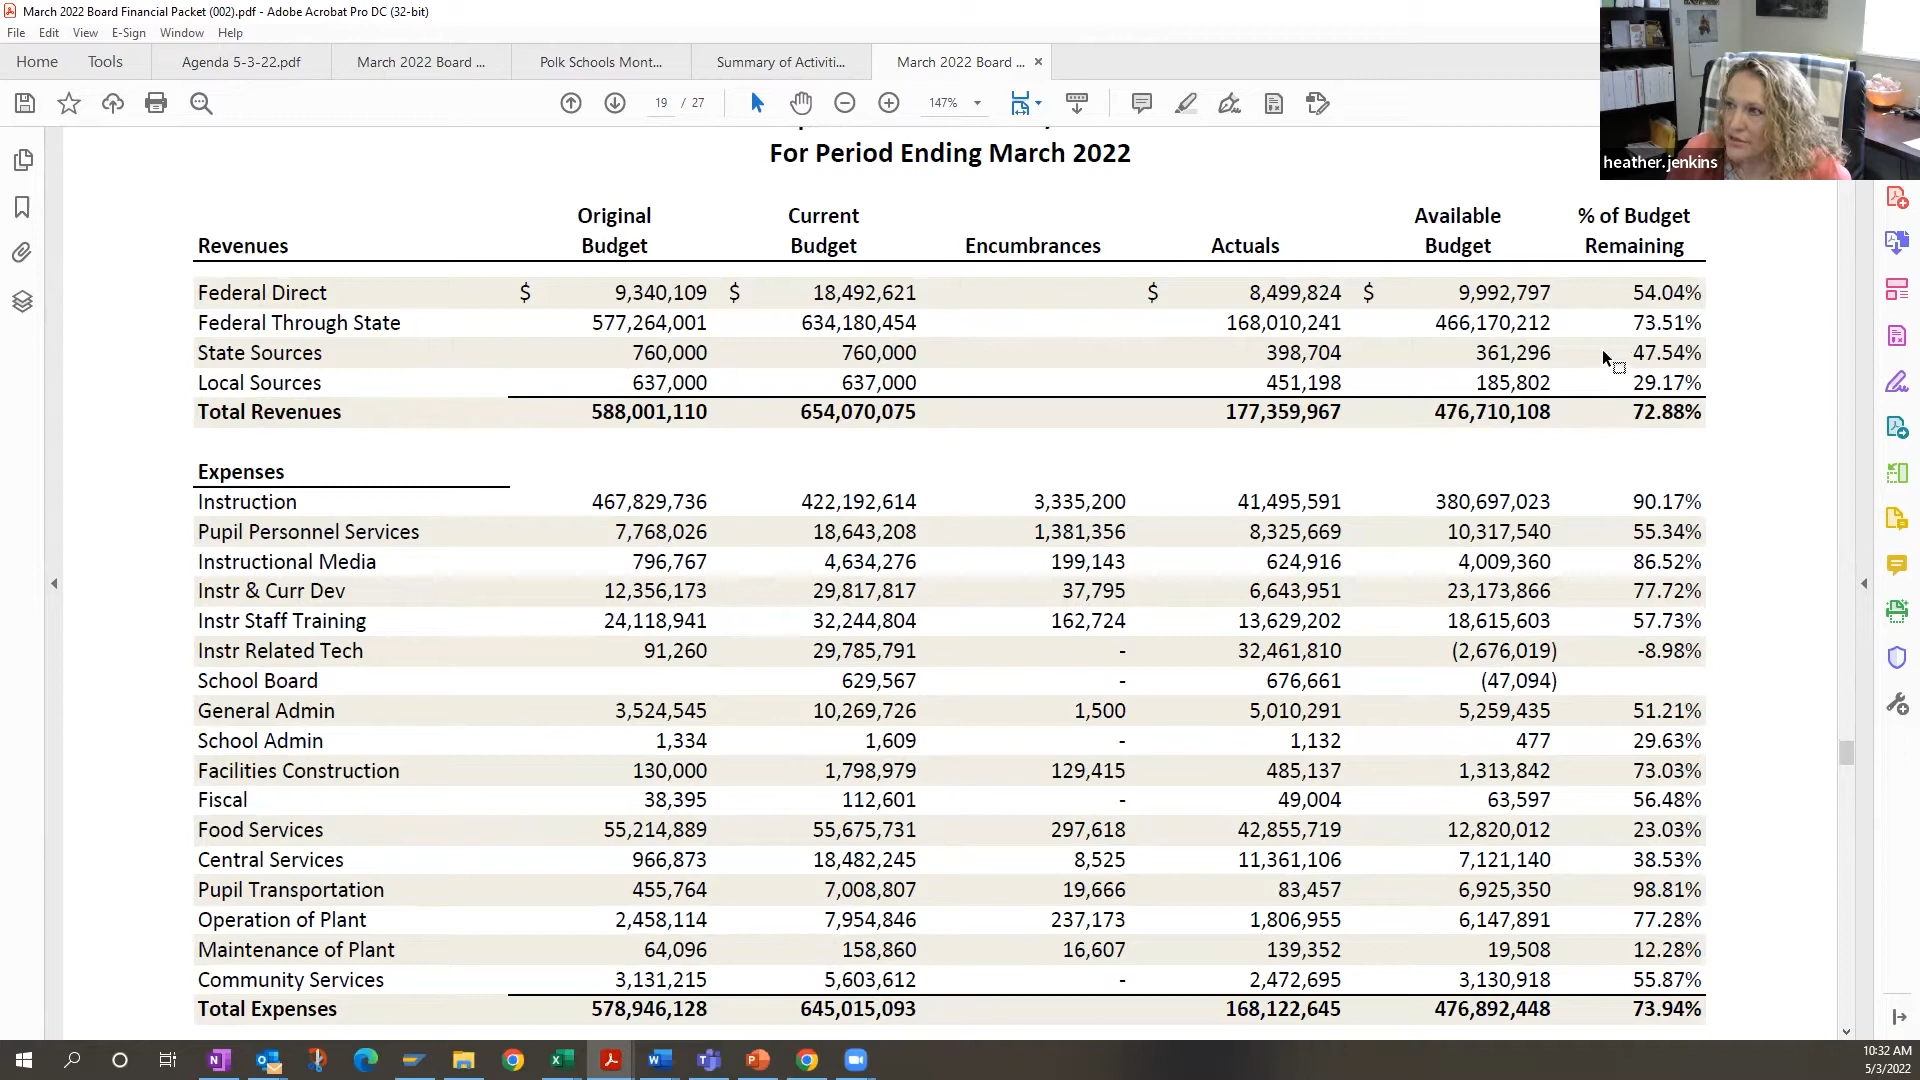 March 2022 Board Financial Packet (002).pdf - Adobe Acrobat Pro DC (32-bit)
File Edit View E-Sign Window Help
Home Tools Agenda 5-3-22.pdf March 2022 Board ... Polk Schools Mont... Summary of Activiti... March 2022 Board ... ×
19 / 27 147%
heather.jenkins
For Period Ending March 2022
Original Current Available % of Budget
Revenues Budget Budget Encumbrances Actuals Budget Remaining
Federal Direct $ 9,340,109 $ 18,492,621 $ 8,499,824 $ 9,992,797 54.04%
Federal Through State 577,264,001 634,180,454 168,010,241 466,170,212 73.51%
State Sources 760,000 760,000 398,704 361,296 47.54%
Local Sources 637,000 637,000 451,198 185,802 29.17%
Total Revenues 588,001,110 654,070,075 177,359,967 476,710,108 72.88%
Expenses
Instruction 467,829,736 422,192,614 3,335,200 41,495,591 380,697,023 90.17%
Pupil Personnel Services 7,768,026 18,643,208 1,381,356 8,325,669 10,317,540 55.34%
Instructional Media 796,767 4,634,276 199,143 624,916 4,009,360 86.52%
Instr & Curr Dev 12,356,173 29,817,817 37,795 6,643,951 23,173,866 77.72%
Instr Staff Training 24,118,941 32,244,804 162,724 13,629,202 18,615,603 57.73%
Instr Related Tech 91,260 29,785,791 - 32,461,810 (2,676,019) -8.98%
School Board 629,567 - 676,661 (47,094)
General Admin 3,524,545 10,269,726 1,500 5,010,291 5,259,435 51.21%
School Admin 1,334 1,609 - 1,132 477 29.63%
Facilities Construction 130,000 1,798,979 129,415 485,137 1,313,842 73.03%
Fiscal 38,395 112,601 - 49,004 63,597 56.48%
Food Services 55,214,889 55,675,731 297,618 42,855,719 12,820,012 23.03%
Central Services 966,873 18,482,245 8,525 11,361,106 7,121,140 38.53%
Pupil Transportation 455,764 7,008,807 19,666 83,457 6,925,350 98.81%
Operation of Plant 2,458,114 7,954,846 237,173 1,806,955 6,147,891 77.28%
Maintenance of Plant 64,096 158,860 16,607 139,352 19,508 12.28%
Community Services 3,131,215 5,603,612 - 2,472,695 3,130,918 55.87%
Total Expenses 578,946,128 645,015,093 168,122,645 476,892,448 73.94%
10:32 AM
5/3/2022